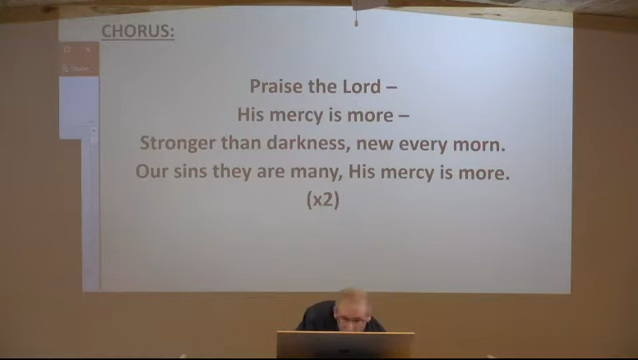 CHORUS:
Praise the Lord –
His mercy is more –
Stronger than darkness, new every morn.
Our sins they are many, His mercy is more.
(x2)